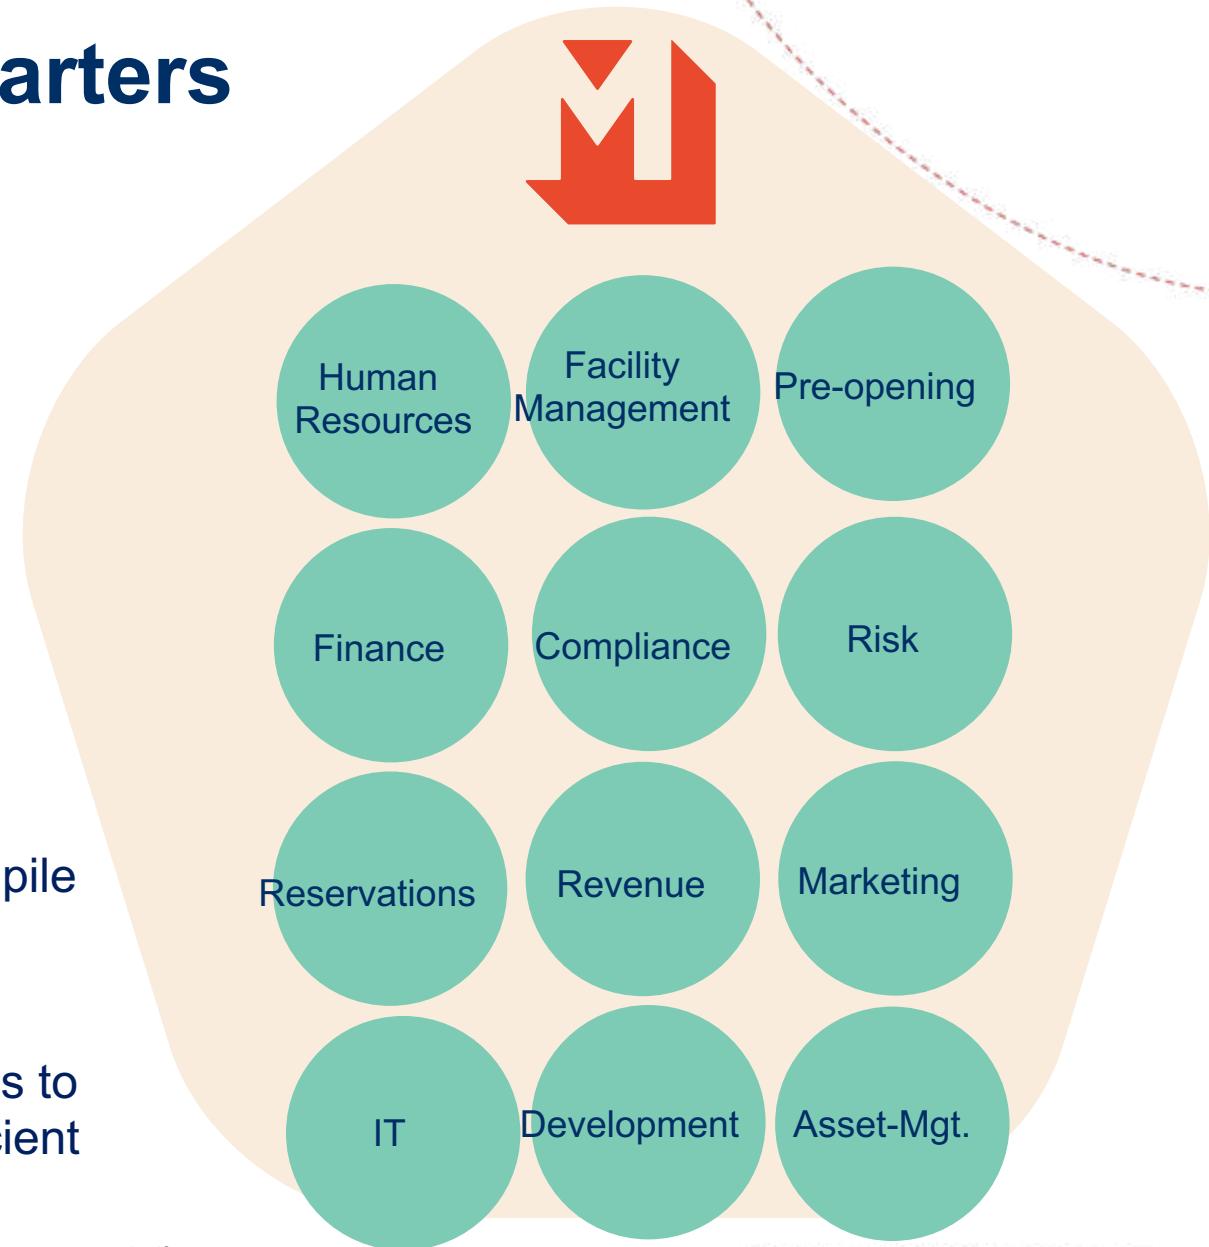 arters
Human
Resources
Facility
Management
Pre-opening
Finance
Compliance
Risk
Reservations
Revenue
Marketing
IT
Development
Asset-Mgt.
pile
s to
cient